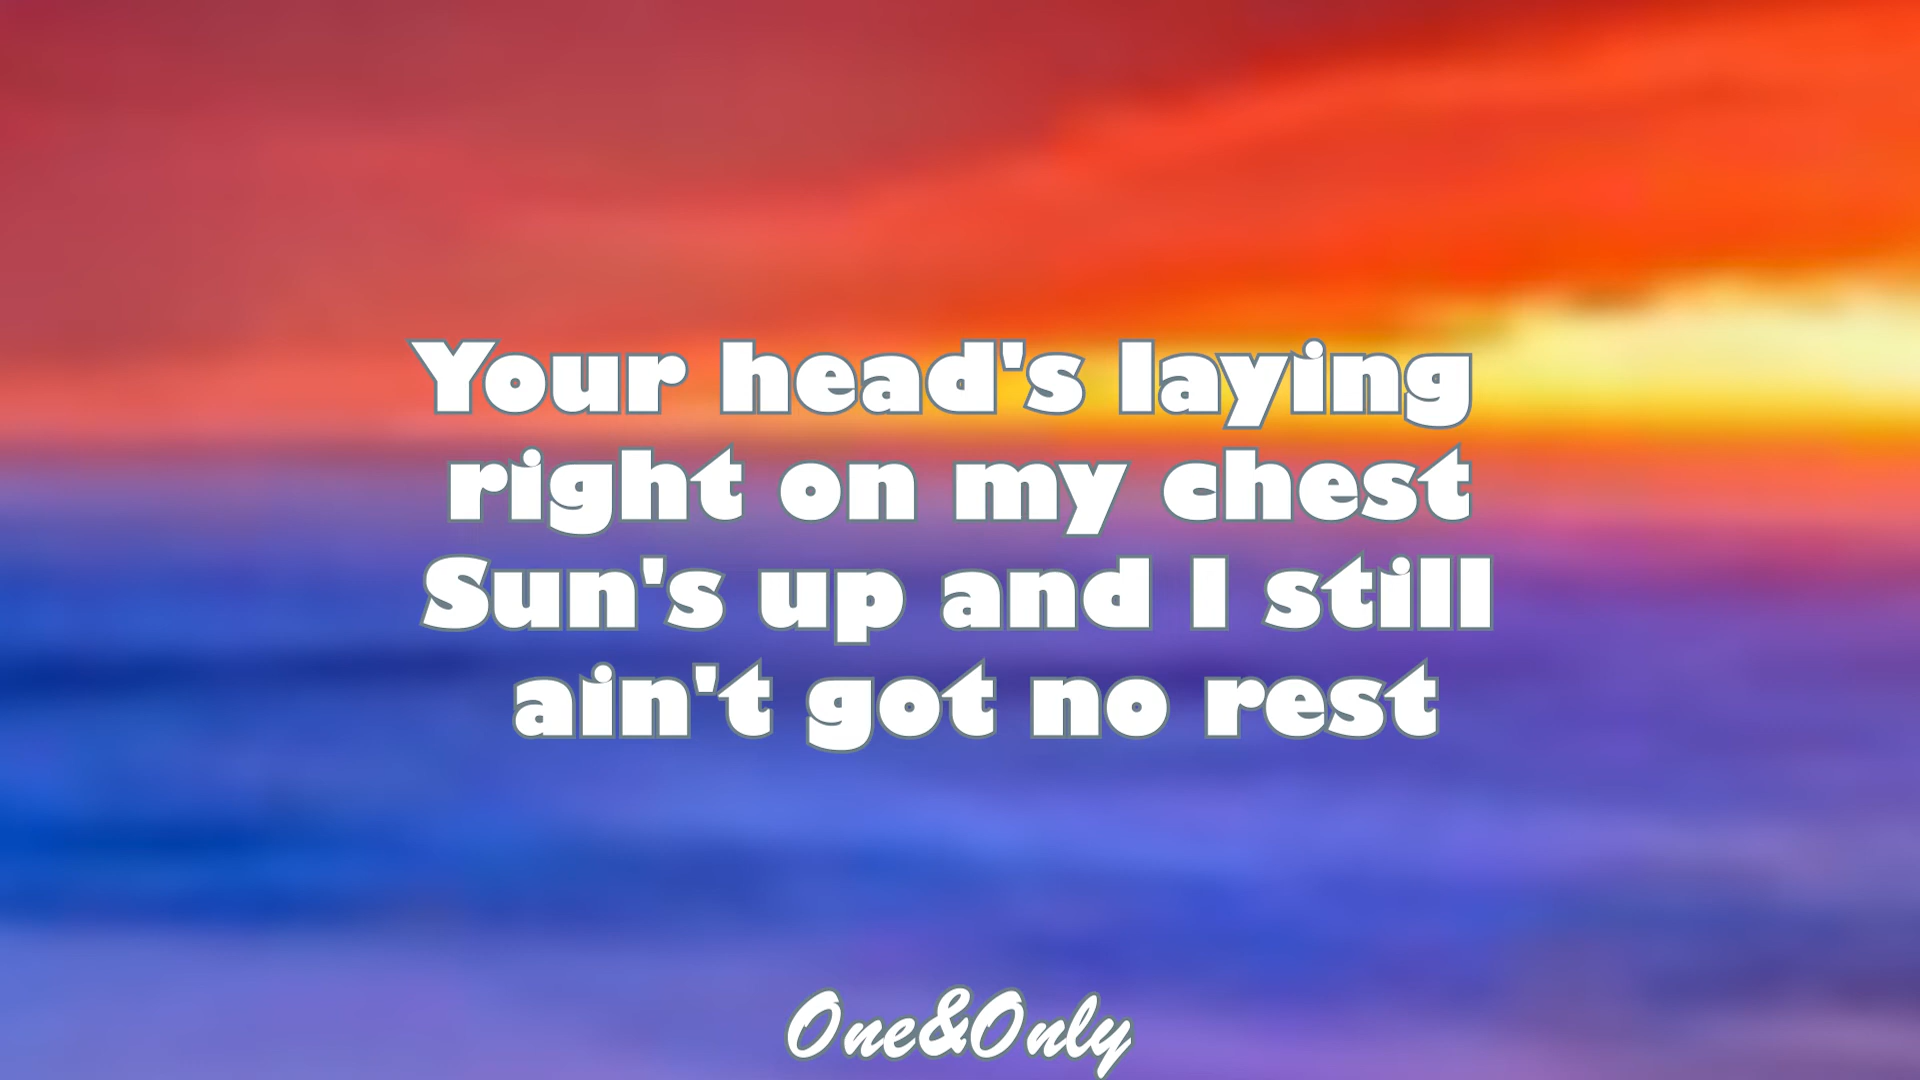 Your head's laying
right on my chest
Sun's up and I still
ain't got no rest
One&Only